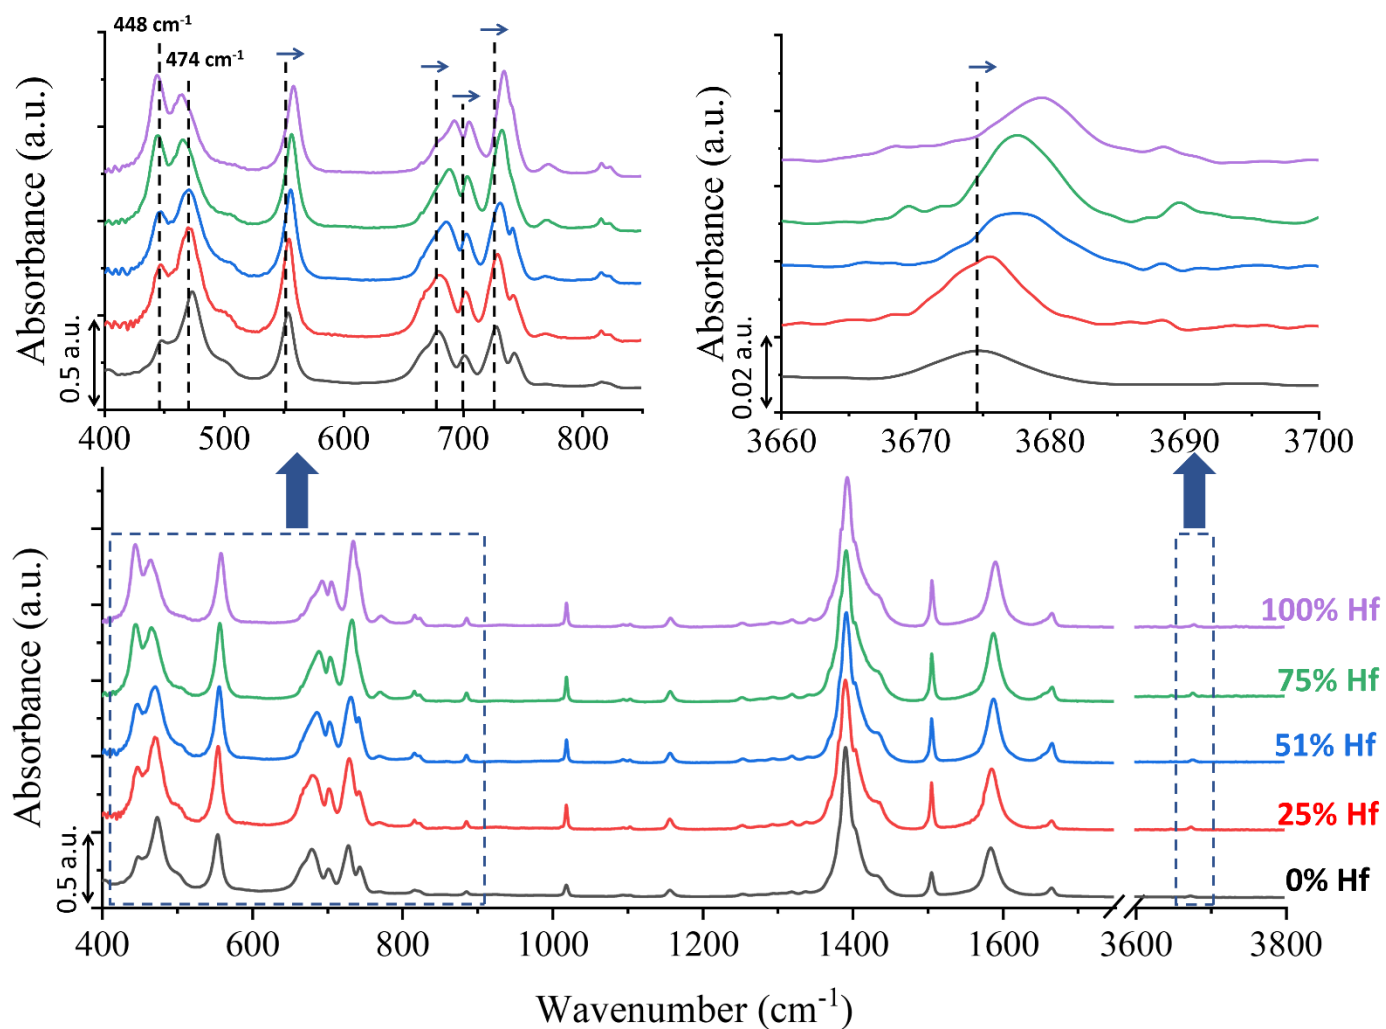 448 cm-1
474 cm-1
Absorbance (a.u.)
0.5 a.u.
400 500 600 700 800
Absorbance (a.u.)
0.02 a.u.
3660 3670 3680 3690 3700
Absorbance (a.u.)
0.5 a.u
100% Hf
75% Hf
51% Hf
25% Hf
0% Hf
400 600 800 1000 1200 1400 1600 3600 3800
Wavenumber (cm-1)